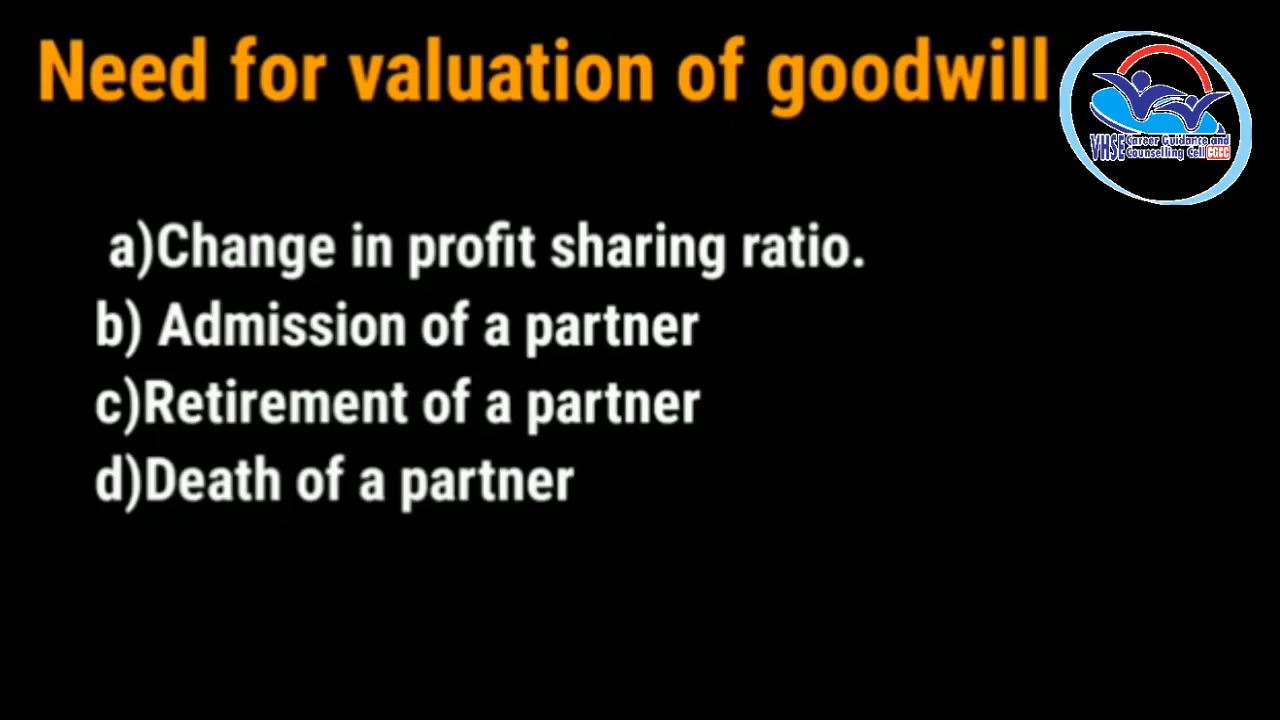 Need for valuation of goodwill
VHSE Career Guidance and
Counselling Cell CGCC
a)Change in profit sharing ratio.
b) Admission of a partner
c)Retirement of a partner
d)Death of a partner